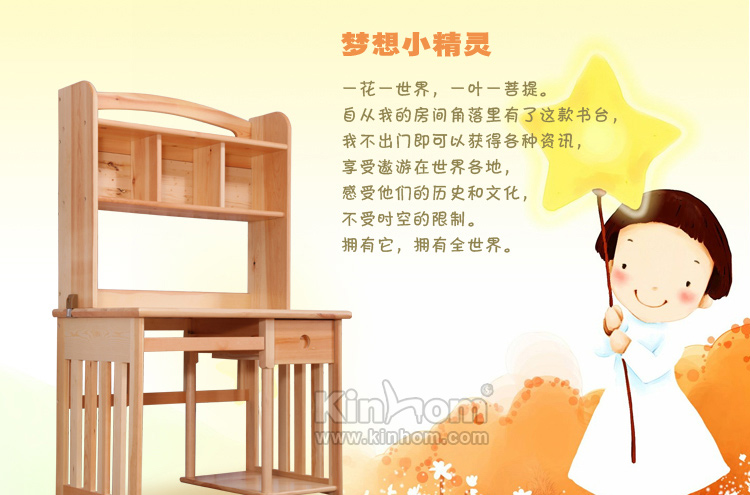 梦想小精灵
一花一世界，一叶一菩提。
自从我的房间角落里有了这款书台，
我不出门即可以获得各种资讯，
享受遨游在世界各地，
感受他们的历史和文化，
不受时空的限制。
拥有它，拥有全世界。
Kinhom
www.kinhom.com